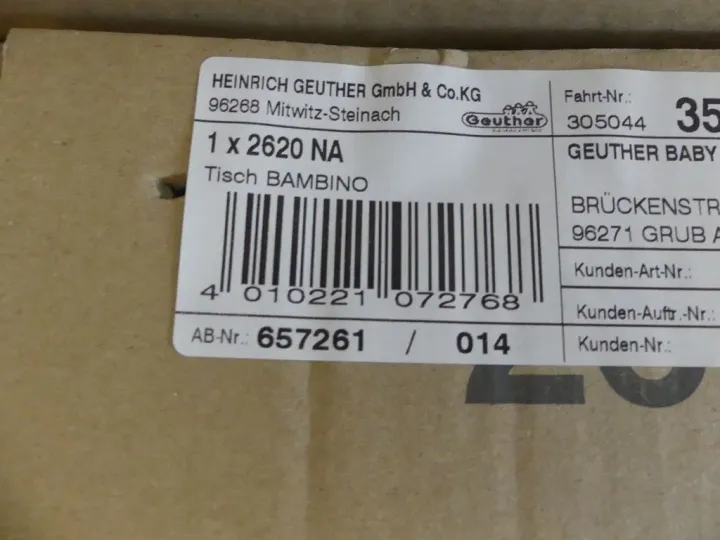 HEINRICH GEUTHER GmbH & Co.KG
96268 Mitwitz-Steinach
Geuther
1 x 2620 NA
Tisch BAMBINO
4 010221 072768
AB-Nr.: 657261 / 014
Fahrt-Nr.:
305044 35
GEUTHER BABY
BRÜCKENSTR
96271 GRUB A
Kunden-Art-Nr.:
Kunden-Auftr.-Nr.:
Kunden-Nr.: